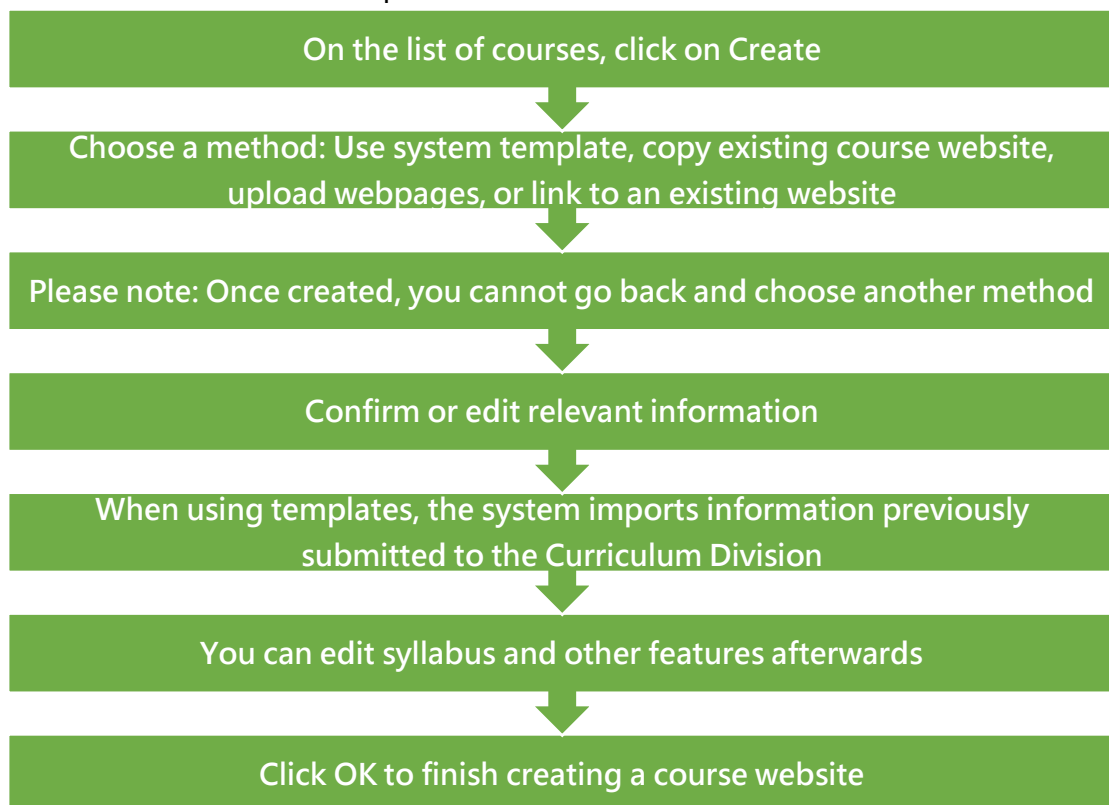 On the list of courses, click on Create
Choose a method: Use system template, copy existing course website,
upload webpages, or link to an existing website
Please note: Once created, you cannot go back and choose another method
Confirm or edit relevant information
When using templates, the system imports information previously
submitted to the Curriculum Division
You can edit syllabus and other features afterwards
Click OK to finish creating a course website